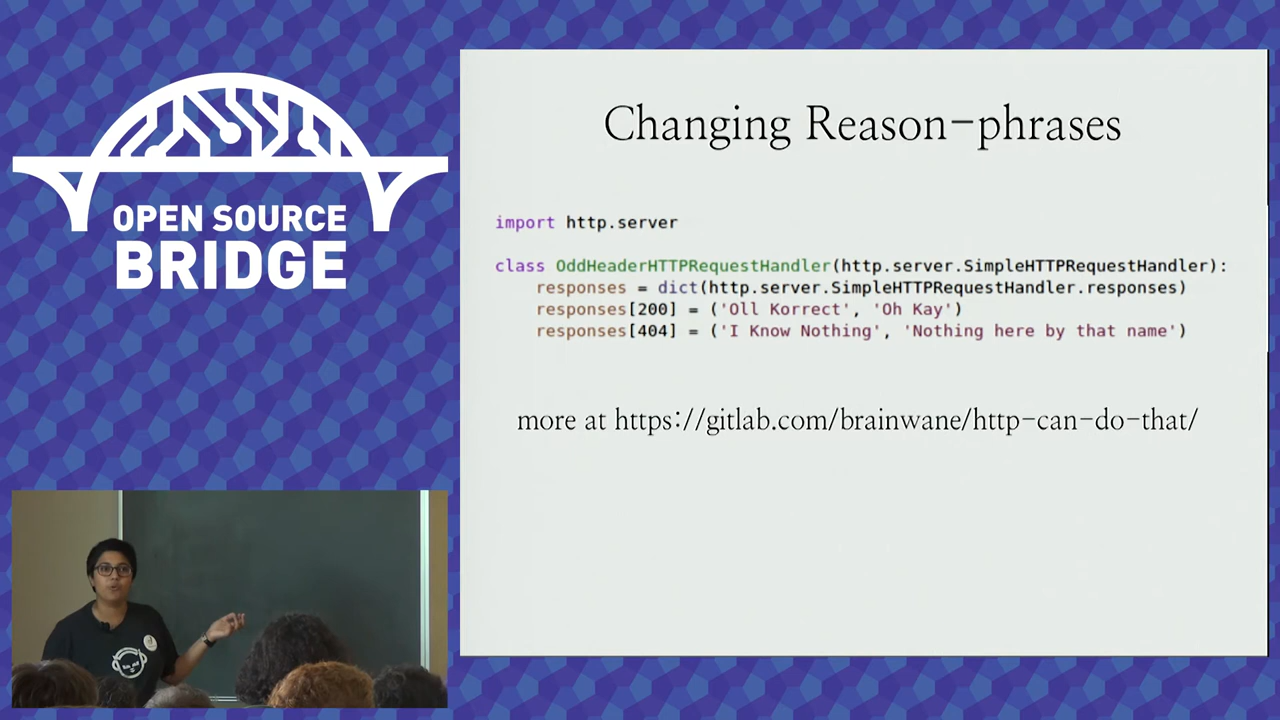 OPEN SOURCE
BRIDGE
Changing Reason-phrases
import http.server
class OddHeaderHTTPRequestHandler(http.server.SimpleHTTPRequestHandler):
    responses = dict(http.server.SimpleHTTPRequestHandler.responses)
    responses[200] = ('Oll Korrect', 'Oh Kay')
    responses[404] = ('I Know Nothing', 'Nothing here by that name')
more at https://gitlab.com/brainwane/http-can-do-that/